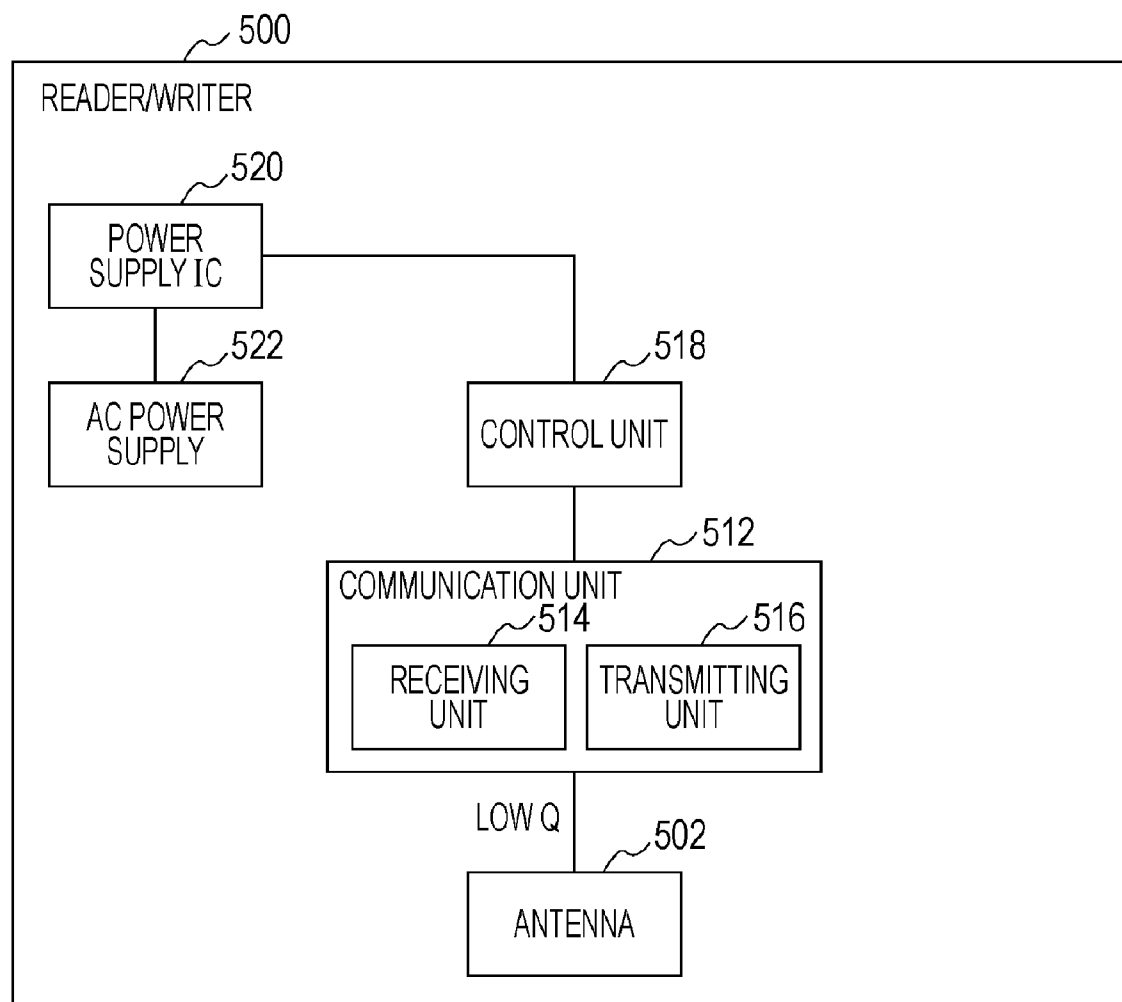 500
READER/WRITER
520
POWER
SUPPLY IC
522
AC POWER
SUPPLY
518
CONTROL UNIT
512
COMMUNICATION UNIT
514
RECEIVING
UNIT
516
TRANSMITTING
UNIT
LOW Q
502
ANTENNA